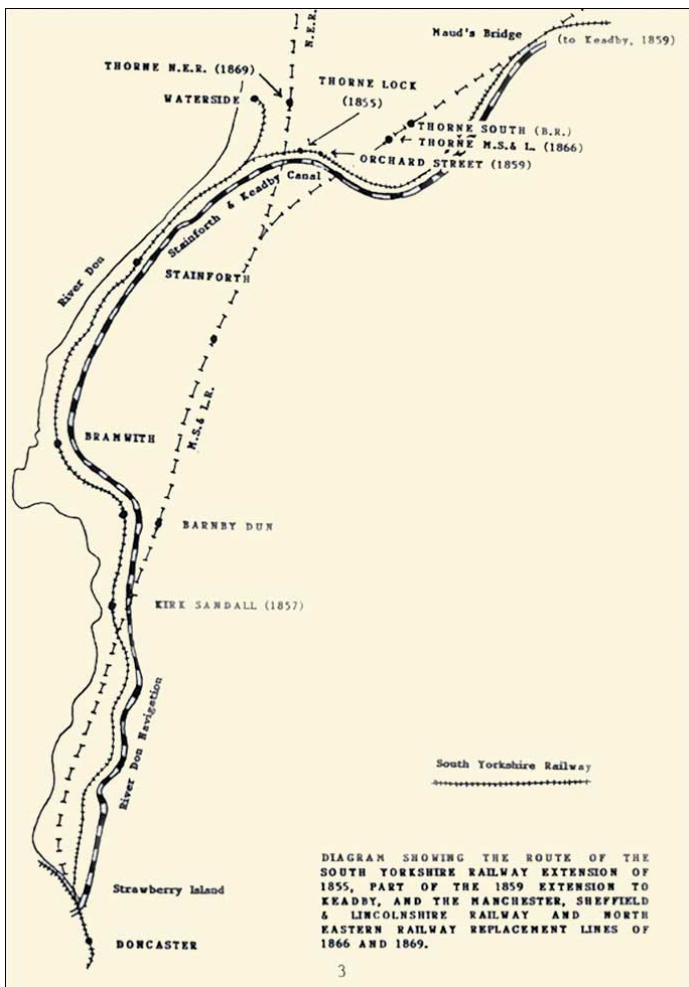 N.E.R.
Maud's Bridge
(to Keadby, 1859)
THORNE N.E.R. (1869)
THORNE LOCK
(1855)
WATERSIDE
THORNE SOUTH (B.R.)
THORNE M.S.& L. (1866)
ORCHARD STREET (1859)
Stainforth & Keadby Canal
River Don
STAINFORTH
M.S.& L.R.
BRAMWITH
BARNBY DUN
KIRK SANDALL (1857)
River Don Navigation
South Yorkshire Railway
Strawberry Island
DONCASTER
DIAGRAM SHOWING THE ROUTE OF THE
SOUTH YORKSHIRE RAILWAY EXTENSION OF
1855, PART OF THE 1859 EXTENSION TO
KEADBY, AND THE MANCHESTER, SHEFFIELD
& LINCOLNSHIRE RAILWAY AND NORTH
EASTERN RAILWAY REPLACEMENT LINES OF
1866 AND 1869.
3